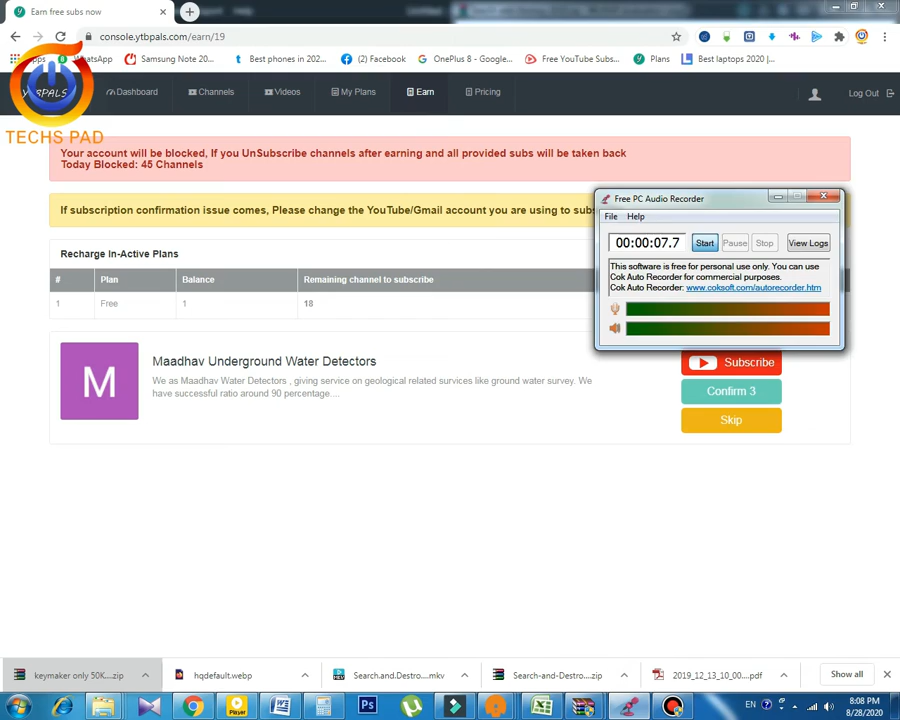 Earn free subs now
console.ytbpals.com/earn/19
Apps
WhatsApp
Samsung Note 20...
Best phones in 202...
(2) Facebook
OnePlus 8 - Google...
Free YouTube Subs...
Plans
Best laptops 2020 |...
TECHS PAD
Dashboard
Channels
Videos
My Plans
Earn
Pricing
Log Out
Your account will be blocked, If you UnSubscribe channels after earning and all provided subs will be taken back
Today Blocked: 45 Channels
If subscription confirmation issue comes, Please change the YouTube/Gmail account you are using to subs
Recharge In-Active Plans
# Plan Balance Remaining channel to subscribe
1 Free 1 18
Free PC Audio Recorder
File Help
00:00:07.7 Start Pause Stop View Logs
This software is free for personal use only. You can use
Cok Auto Recorder for commercial purposes.
Cok Auto Recorder: www.coksoft.com/autorecorder.htm
M
Maadhav Underground Water Detectors
We as Maadhav Water Detectors , giving service on geological related survices like ground water survey. We
have successful ratio around 90 percentage....
Subscribe
Confirm 3
Skip
keymaker only 50K....zip
hqdefault.webp
Search.and.Destro....mkv
Search-and-Destro....zip
2019_12_13_10_00....pdf
Show all
EN
8:08 PM
8/28/2020